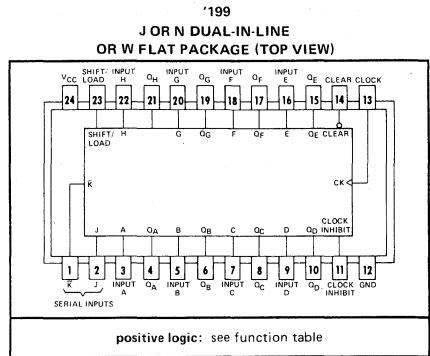 '199
J OR N DUAL-IN-LINE
OR W FLAT PACKAGE (TOP VIEW)
SHIFT/ INPUT INPUT INPUT INPUT
VCC LOAD H QH G QG F QF E QE CLEAR CLOCK
24 23 22 21 20 19 18 17 16 15 14 13
SHIFT/ H G QG F QF E QE CLEAR
LOAD
K̅ CK
CLOCK
INHIBIT
J A QA B QB C QC D QD
1 2 3 4 5 6 7 8 9 10 11 12
K̅ J INPUT QA INPUT QB INPUT QC INPUT QD CLOCK GND
A B C D INHIBIT
SERIAL INPUTS
positive logic: see function table